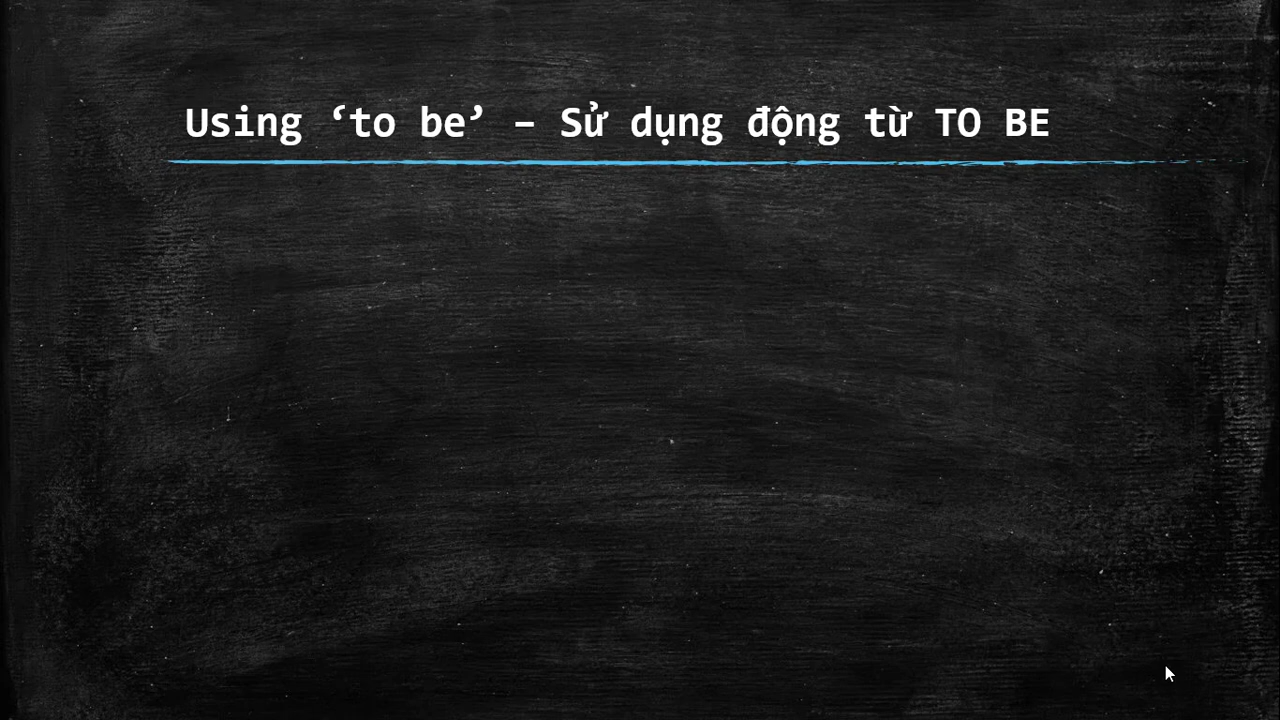 Using ‘to be’ – Sử dụng động từ TO BE